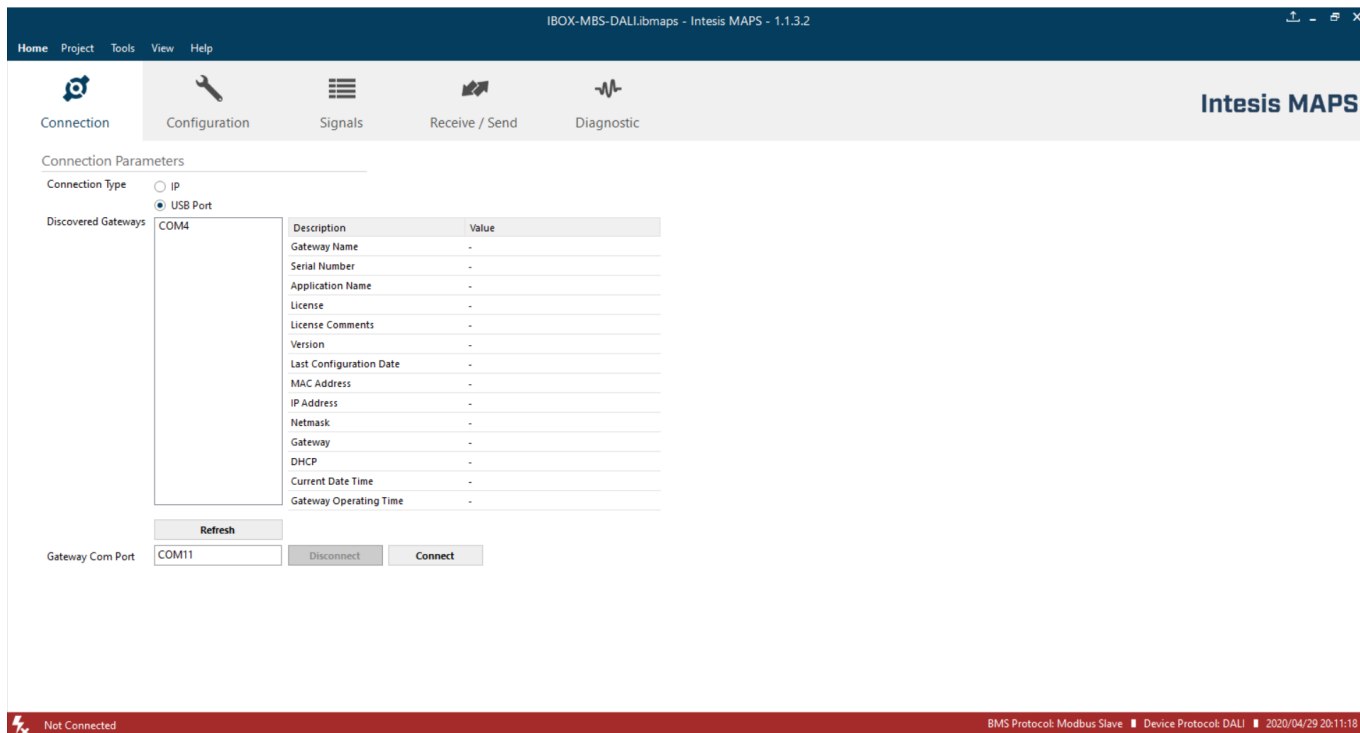 IBOX-MBS-DALI.ibmaps - Intesis MAPS - 1.1.3.2
Home Project Tools View Help
Connection Configuration Signals Receive / Send Diagnostic
Intesis MAPS
Connection Parameters
Connection Type IP
USB Port
Discovered Gateways COM4
Description Value
Gateway Name -
Serial Number -
Application Name -
License -
License Comments -
Version -
Last Configuration Date -
MAC Address -
IP Address -
Netmask -
Gateway -
DHCP -
Current Date Time -
Gateway Operating Time -
Refresh
Gateway Com Port COM11 Disconnect Connect
Not Connected BMS Protocol: Modbus Slave Device Protocol: DALI 2020/04/29 20:11:18